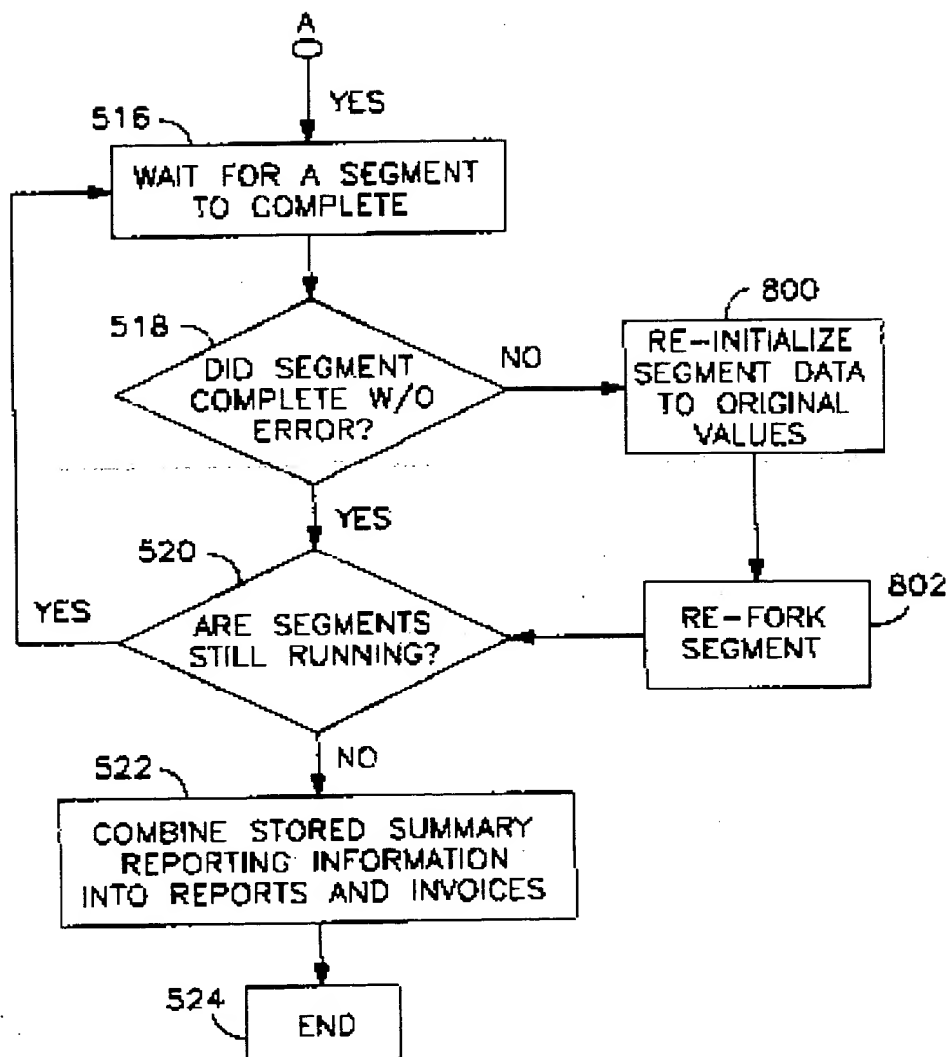 A
YES
516
WAIT FOR A SEGMENT
TO COMPLETE
518
DID SEGMENT
COMPLETE W/O
ERROR?
NO
800
RE-INITIALIZE
SEGMENT DATA
TO ORIGINAL
VALUES
YES
520
YES
ARE SEGMENTS
STILL RUNNING?
802
RE-FORK
SEGMENT
NO
522
COMBINE STORED SUMMARY
REPORTING INFORMATION
INTO REPORTS AND INVOICES
524
END